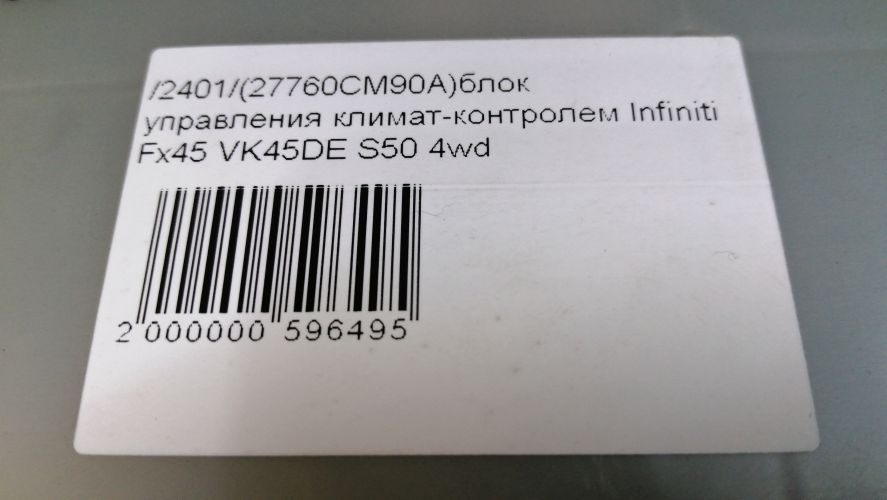 /2401/(27760CM90A)блок
управления климат-контролем Infiniti
Fx45 VK45DE S50 4wd
2 000000 596495